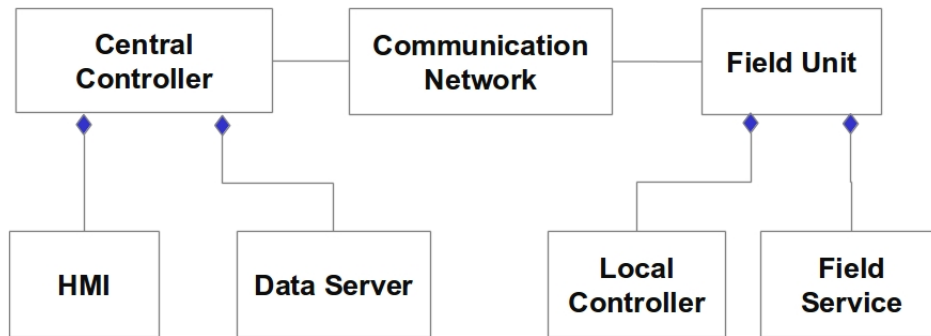 Central
Controller
Communication
Network
Field Unit
HMI
Data Server
Local
Controller
Field
Service